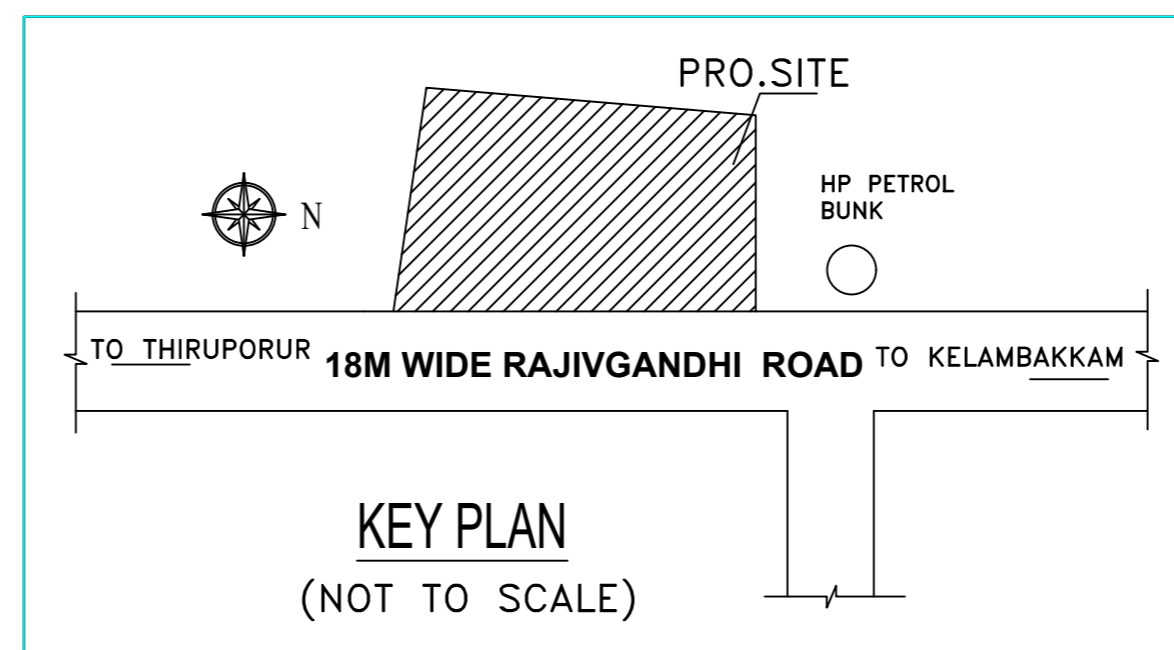 PRO.SITE
HP PETROL
BUNK
N
TO THIRUPORUR
18M WIDE RAJIVGANDHI ROAD
TO KELAMBAKKAM
KEY PLAN
(NOT TO SCALE)